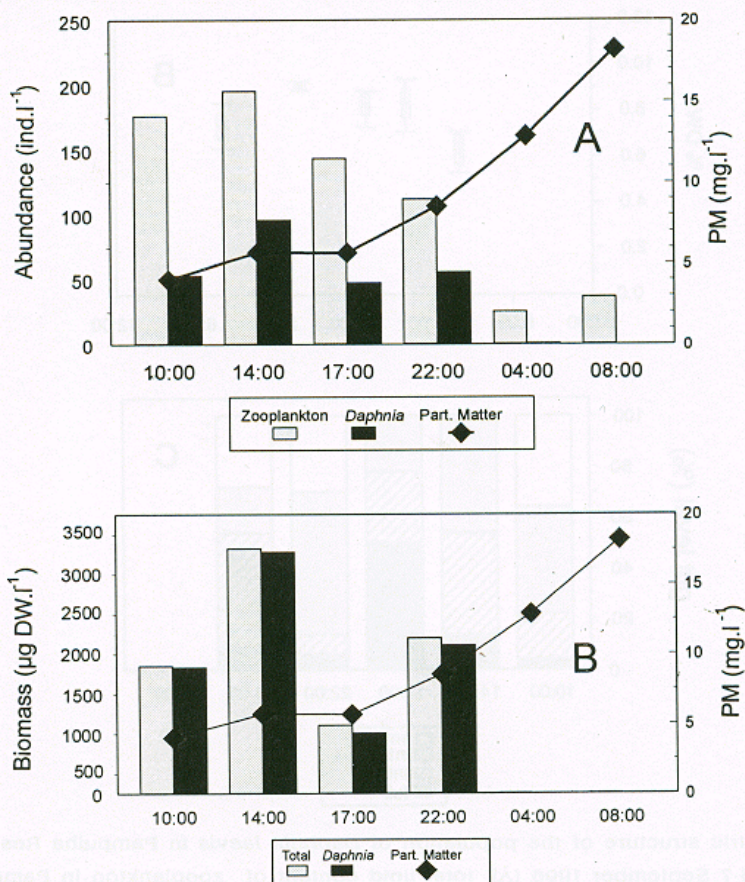 250
200
150
100
50
0
Abundance (ind.l⁻¹)
20
15
10
5
0
PM (mg.l⁻¹)
A
10:00 14:00 17:00 22:00 04:00 08:00
Zooplankton Daphnia Part. Matter
3500
3000
2500
2000
1500
1000
500
0
Biomass (µg DW.l⁻¹)
20
15
10
5
0
PM (mg.l⁻¹)
B
10:00 14:00 17:00 22:00 04:00 08:00
Total Daphnia Part. Matter